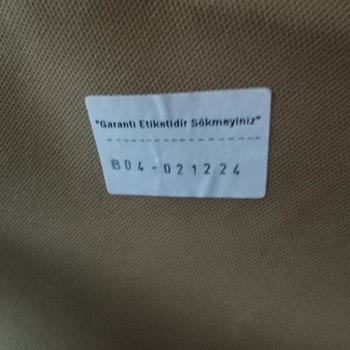 "Garanti Etiketidir Sökmeyiniz"
B04-021224